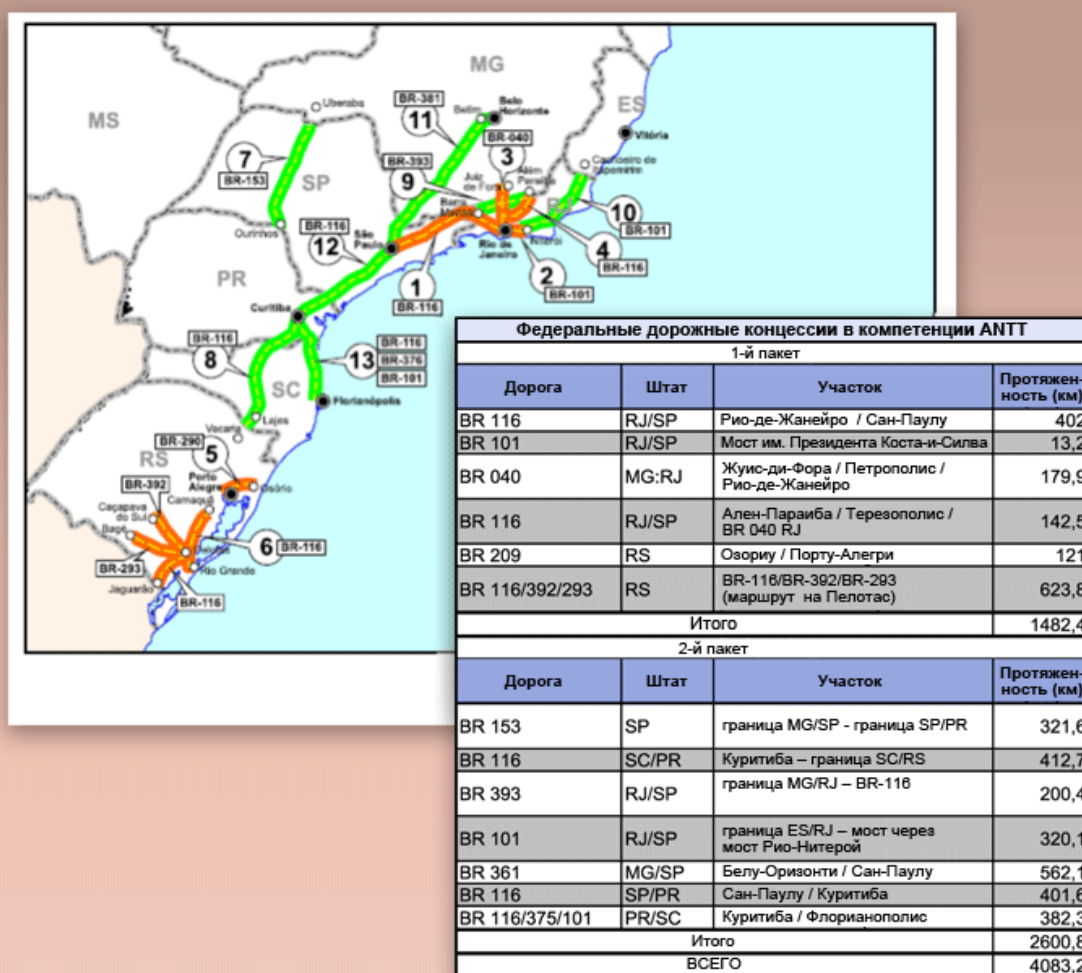 MG
MS
ES
Uberaba
BR-381
Betim
Belo
Horizonte
11
BR-040
Vitória
3
7
BR-393
Além
Paraíba
Cachoeiro de
Itapemirim
BR-153
SP
9
Juiz
de Fora
Barra
Mansa
10
BR-101
Ourinhos
BR-116
12
São
Paulo
Rio de
Janeiro
Niterói
4
BR-116
PR
1
BR-116
2
BR-101
Curitiba
BR-116
8
13
BR-116
BR-376
BR-101
SC
Florianópolis
Lajes
Vacaria
BR-290
5
RS
Porto
Alegre
Osório
BR-392
Camaquã
Caçapava
do Sul
Bagé
6
BR-116
Pelotas
BR-293
Rio Grande
Jaguarão
BR-116
Федеральные дорожные концессии в компетенции ANTT
1-й пакет
Дорога Штат Участок Протяжен-
ность (км)
BR 116 RJ/SP Рио-де-Жанейро / Сан-Паулу 402
BR 101 RJ/SP Мост им. Президента Коста-и-Силва 13,2
BR 040 MG:RJ Жуис-ди-Фора / Петрополис /
Рио-де-Жанейро 179,9
BR 116 RJ/SP Ален-Параиба / Терезополис /
BR 040 RJ 142,5
BR 209 RS Озориу / Порту-Алегри 121
BR 116/392/293 RS BR-116/BR-392/BR-293
(маршрут на Пелотас) 623,8
Итого 1482,4
2-й пакет
Дорога Штат Участок Протяжен-
ность (км)
BR 153 SP граница MG/SP - граница SP/PR 321,6
BR 116 SC/PR Куритиба – граница SC/RS 412,7
BR 393 RJ/SP граница MG/RJ – BR-116 200,4
BR 101 RJ/SP граница ES/RJ – мост через
мост Рио-Нитерой 320,1
BR 361 MG/SP Белу-Оризонти / Сан-Паулу 562,1
BR 116 SP/PR Сан-Паулу / Куритиба 401,6
BR 116/375/101 PR/SC Куритиба / Флорианополис 382,3
Итого 2600,8
ВСЕГО 4083,2